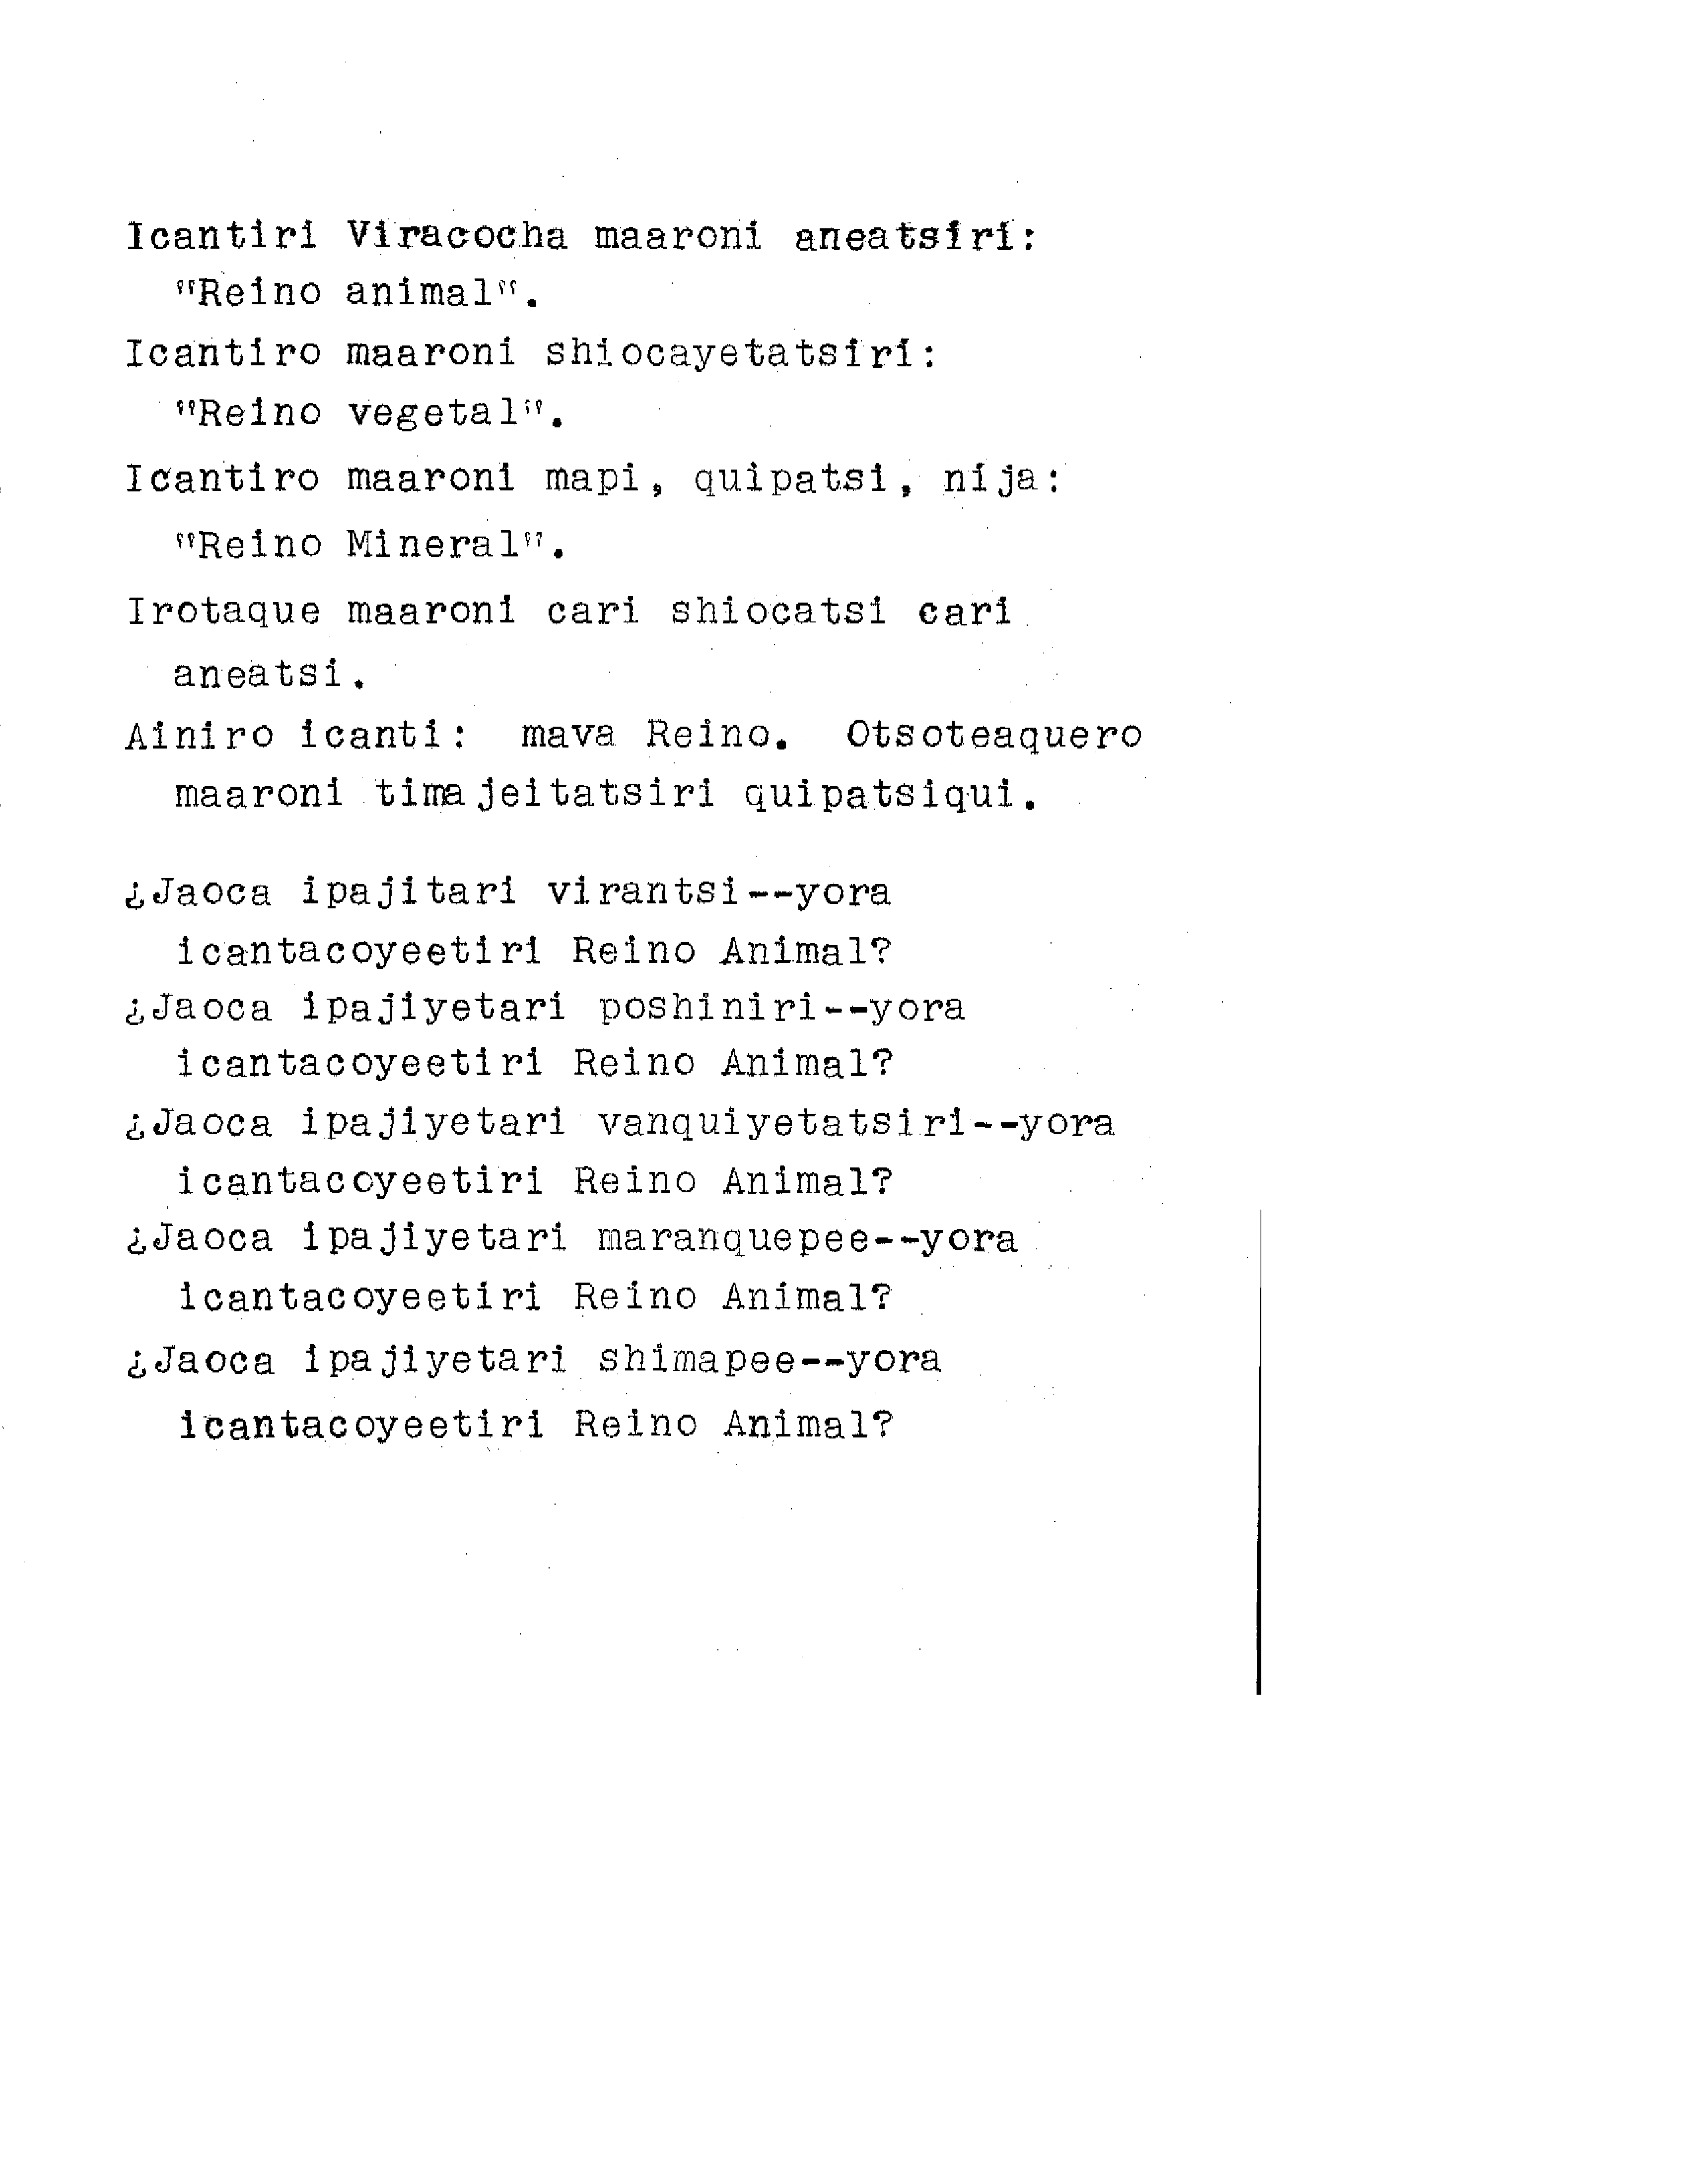 Icantiri Viracocha maaroni aneatsiri:
"Reino animal".
Icantiro maaroni shiocayetatsiri:
"Reino vegetal".
Icantiro maaroni mapi, quipatsi, nija:
"Reino Mineral".
Irotaque maaroni cari shiocatsi cari
aneatsi.
Ainiro icanti: mava Reino. Otsoteaquero
maaroni timajeitatsiri quipatsiqui.
¿Jaoca ipajitari virantsi--yora
icantacoyeetiri Reino Animal?
¿Jaoca ipajiyetari poshiniri--yora
icantacoyeetiri Reino Animal?
¿Jaoca ipajiyetari vanquiyetatsiri--yora
icantacoyeetiri Reino Animal?
¿Jaoca ipajiyetari maranquepee--yora
icantacoyeetiri Reino Animal?
¿Jaoca ipajiyetari shimapee--yora
icantacoyeetiri Reino Animal?